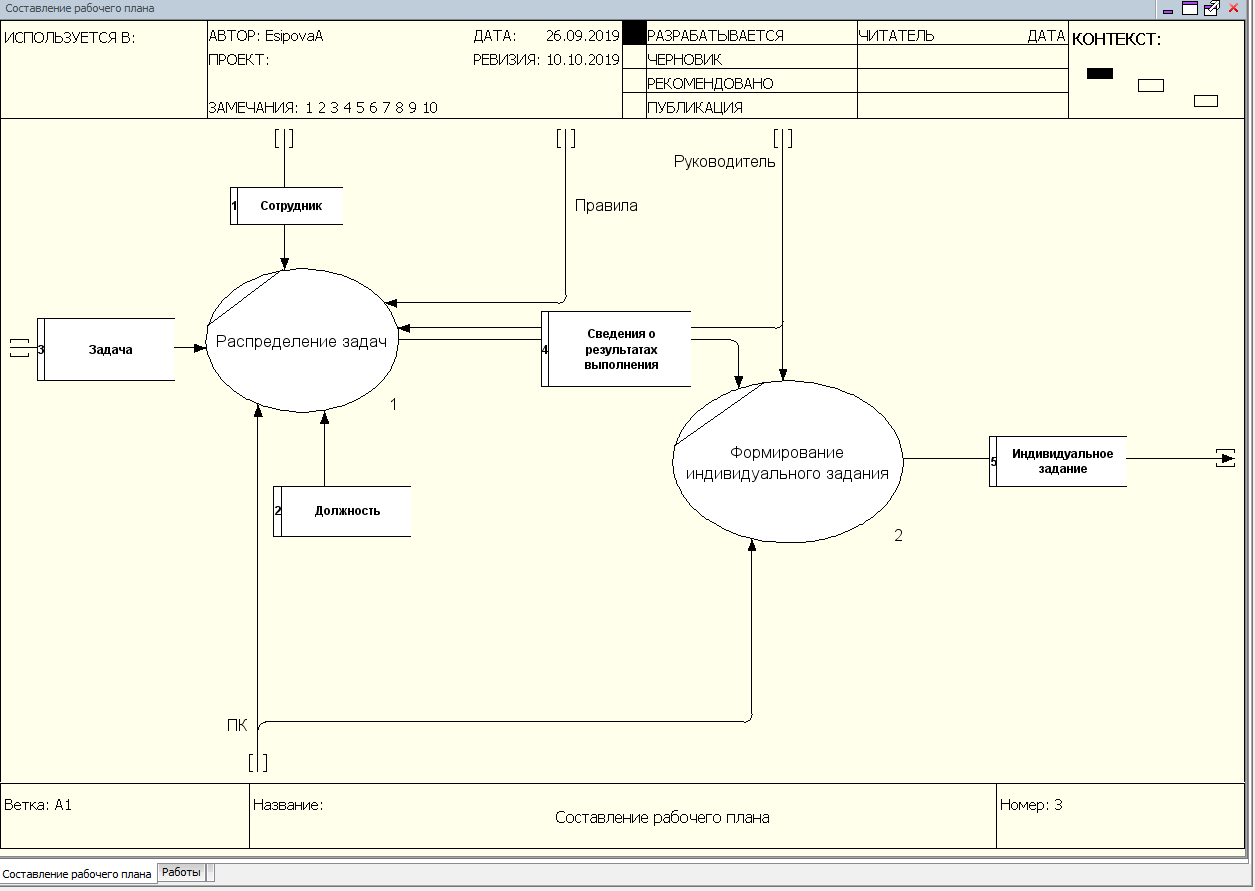 Составление рабочего плана
ИСПОЛЬЗУЕТСЯ В:
АВТОР: EsipovaA
ДАТА: 26.09.2019
ПРОЕКТ:
РЕВИЗИЯ: 10.10.2019
ЗАМЕЧАНИЯ: 1 2 3 4 5 6 7 8 9 10
РАЗРАБАТЫВАЕТСЯ
ЧЕРНОВИК
РЕКОМЕНДОВАНО
ПУБЛИКАЦИЯ
ЧИТАТЕЛЬ
ДАТА
КОНТЕКСТ:
Руководитель
Правила
1 Сотрудник
3 Задача
Распределение задач
1
4
Сведения о
результатах
выполнения
2 Должность
Формирование
индивидуального задания
2
5
Индивидуальное
задание
ПК
Ветка: A1
Название:
Составление рабочего плана
Номер: 3
Составление рабочего плана
Работы